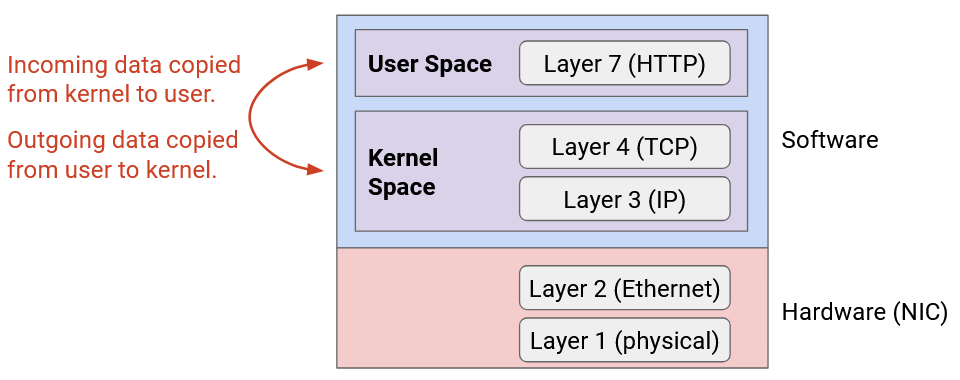 Incoming data copied
from kernel to user.
Outgoing data copied
from user to kernel.
User Space
Layer 7 (HTTP)
Kernel
Space
Layer 4 (TCP)
Layer 3 (IP)
Software
Layer 2 (Ethernet)
Layer 1 (physical)
Hardware (NIC)